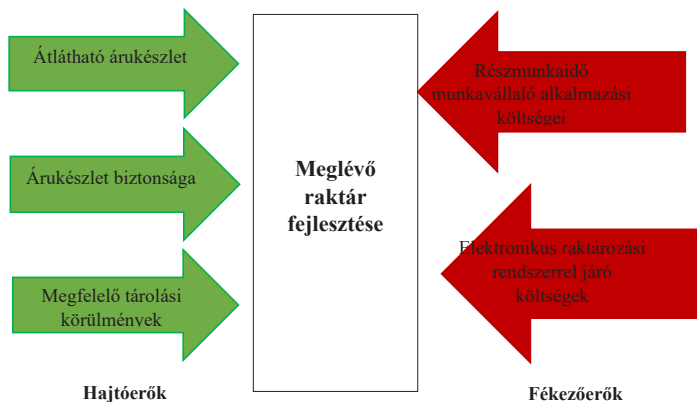 Átlátható árukészlet
Árukészlet biztonsága
Megfelelő tárolási
körülmények
Hajtóerők
Meglévő
raktár
fejlesztése
Részmunkaidő
munkavállaló alkalmazási
költségei
Elektronikus raktározási
rendszerrel járó
költségek
Fékezőerők